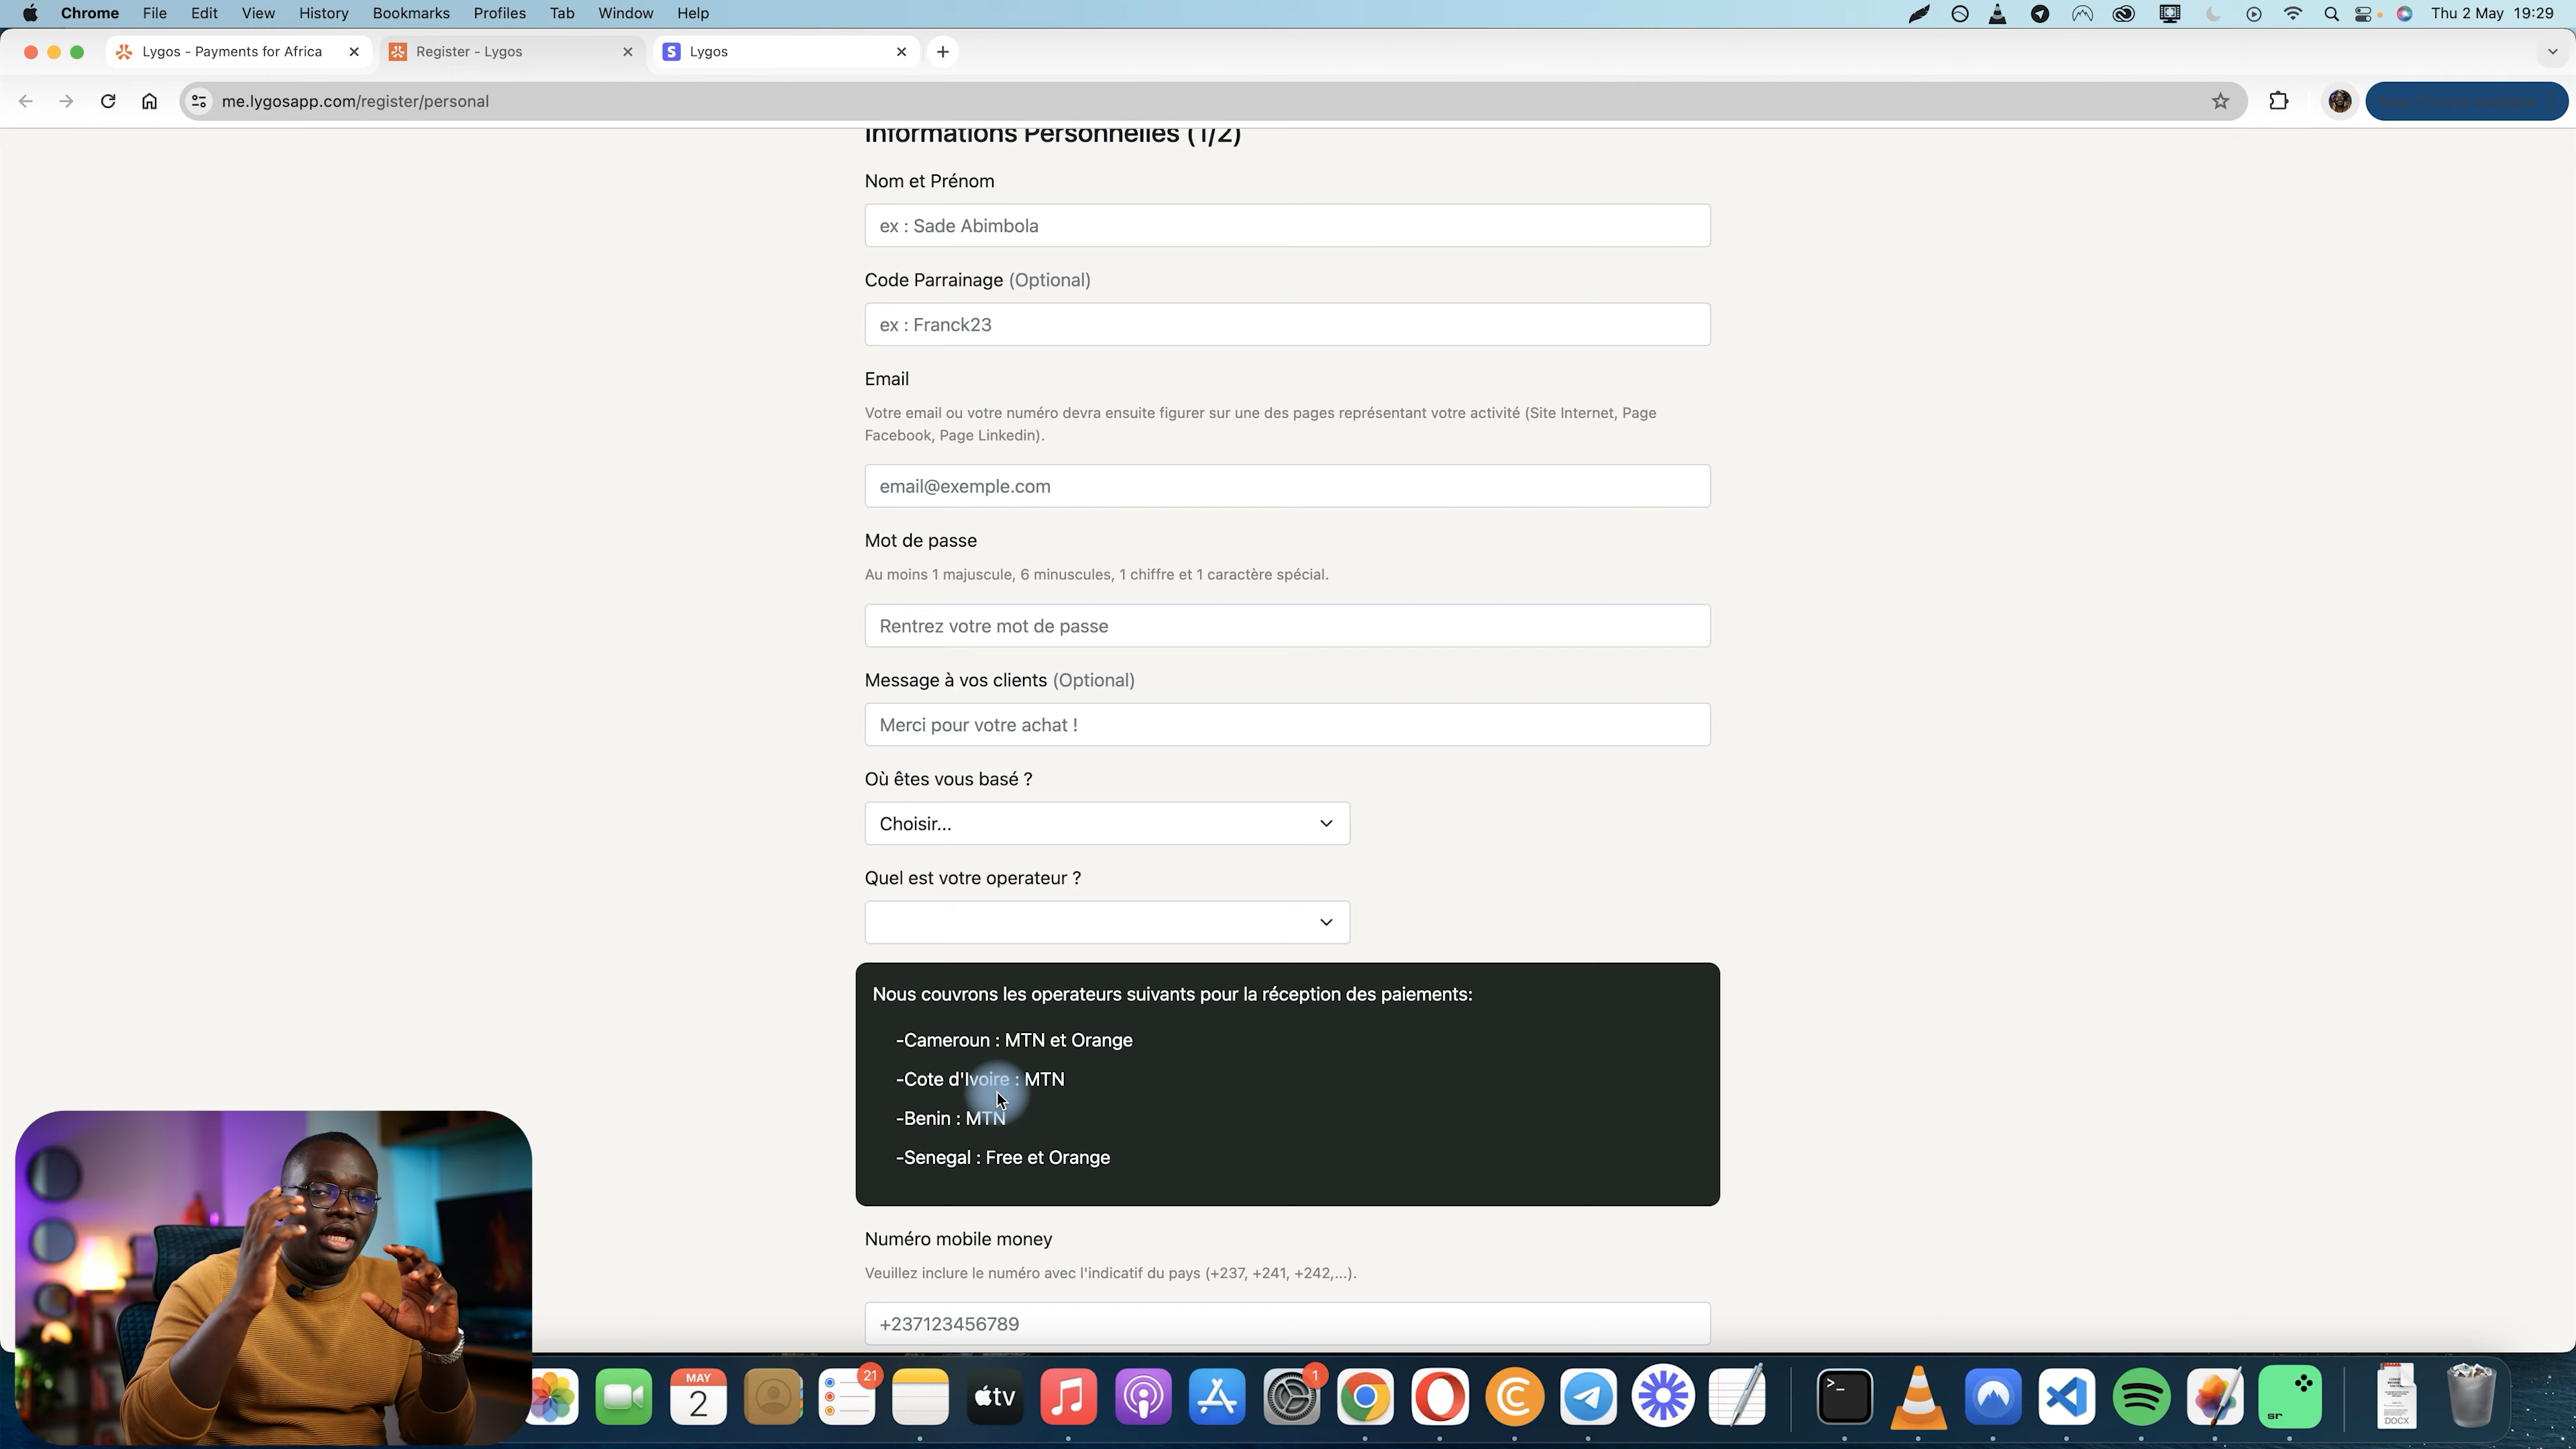 Chrome File Edit View History Bookmarks Profiles Tab Window Help Thu 2 May 19:29
Lygos - Payments for Africa
Register - Lygos
S Lygos
me.lygosapp.com/register/personal
Informations Personnelles (1/2)
Nom et Prénom
ex : Sade Abimbola
Code Parrainage (Optional)
ex : Franck23
Email
Votre email ou votre numéro devra ensuite figurer sur une des pages représentant votre activité (Site Internet, Page
Facebook, Page Linkedin).
email@exemple.com
Mot de passe
Au moins 1 majuscule, 6 minuscules, 1 chiffre et 1 caractère spécial.
Rentrez votre mot de passe
Message à vos clients (Optional)
Merci pour votre achat !
Où êtes vous basé ?
Choisir...
Quel est votre operateur ?
Nous couvrons les operateurs suivants pour la réception des paiements:
-Cameroun : MTN et Orange
-Cote d'Ivoire : MTN
-Benin : MTN
-Senegal : Free et Orange
Numéro mobile money
Veuillez inclure le numéro avec l'indicatif du pays (+237, +241, +242,...).
+237123456789
MAY
2
21
tv
1
>_
sr
DOCX